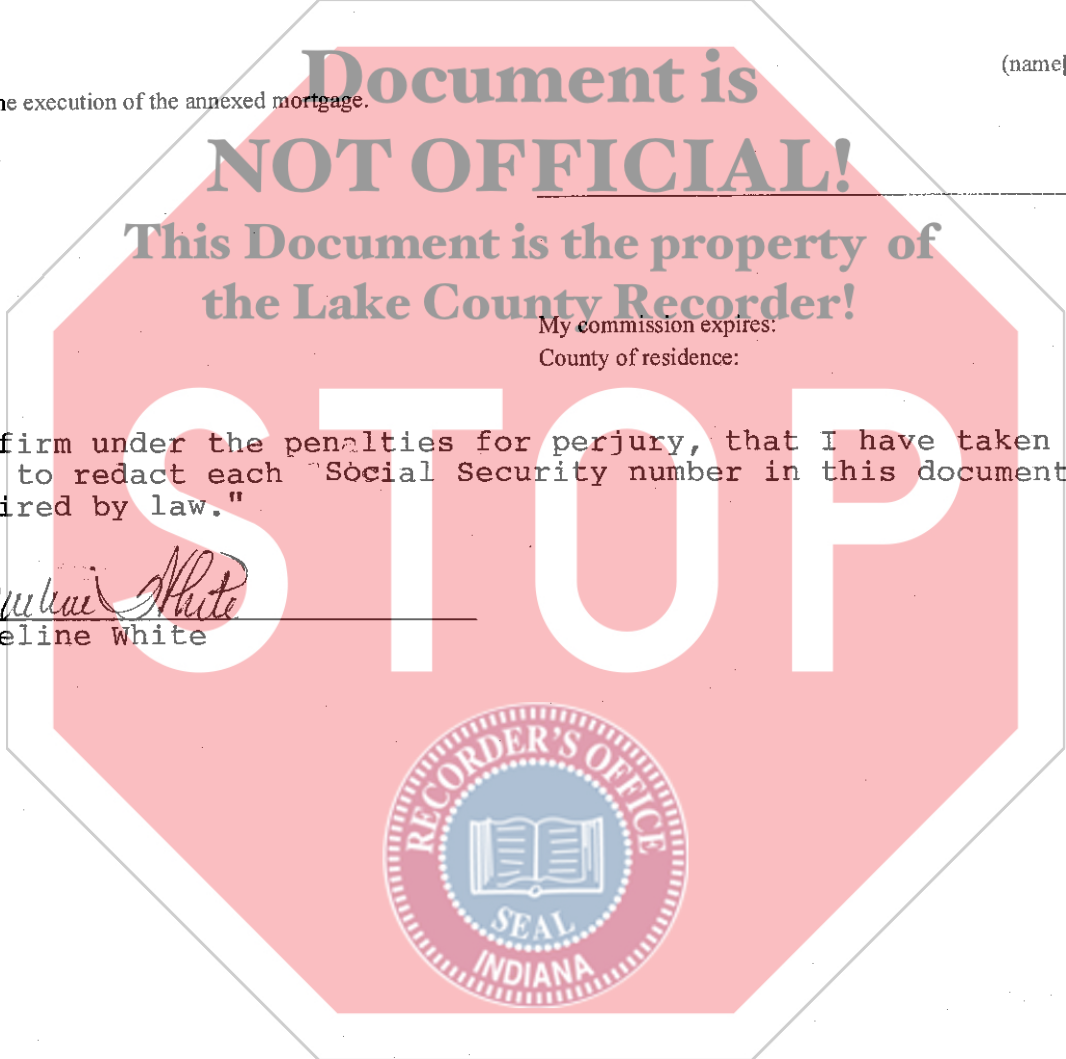 Document is
(name
ne execution of the annexed mortgage.
NOT OFFICIAL!
This Document is the property of
the Lake County Recorder!
My commission expires:
County of residence:
STOP
firm under the penalties for perjury, that I have taken
to redact each Social Security number in this document
ired by law."
White
eline White
RECORDER'S OFFICE
SEAL
INDIANA